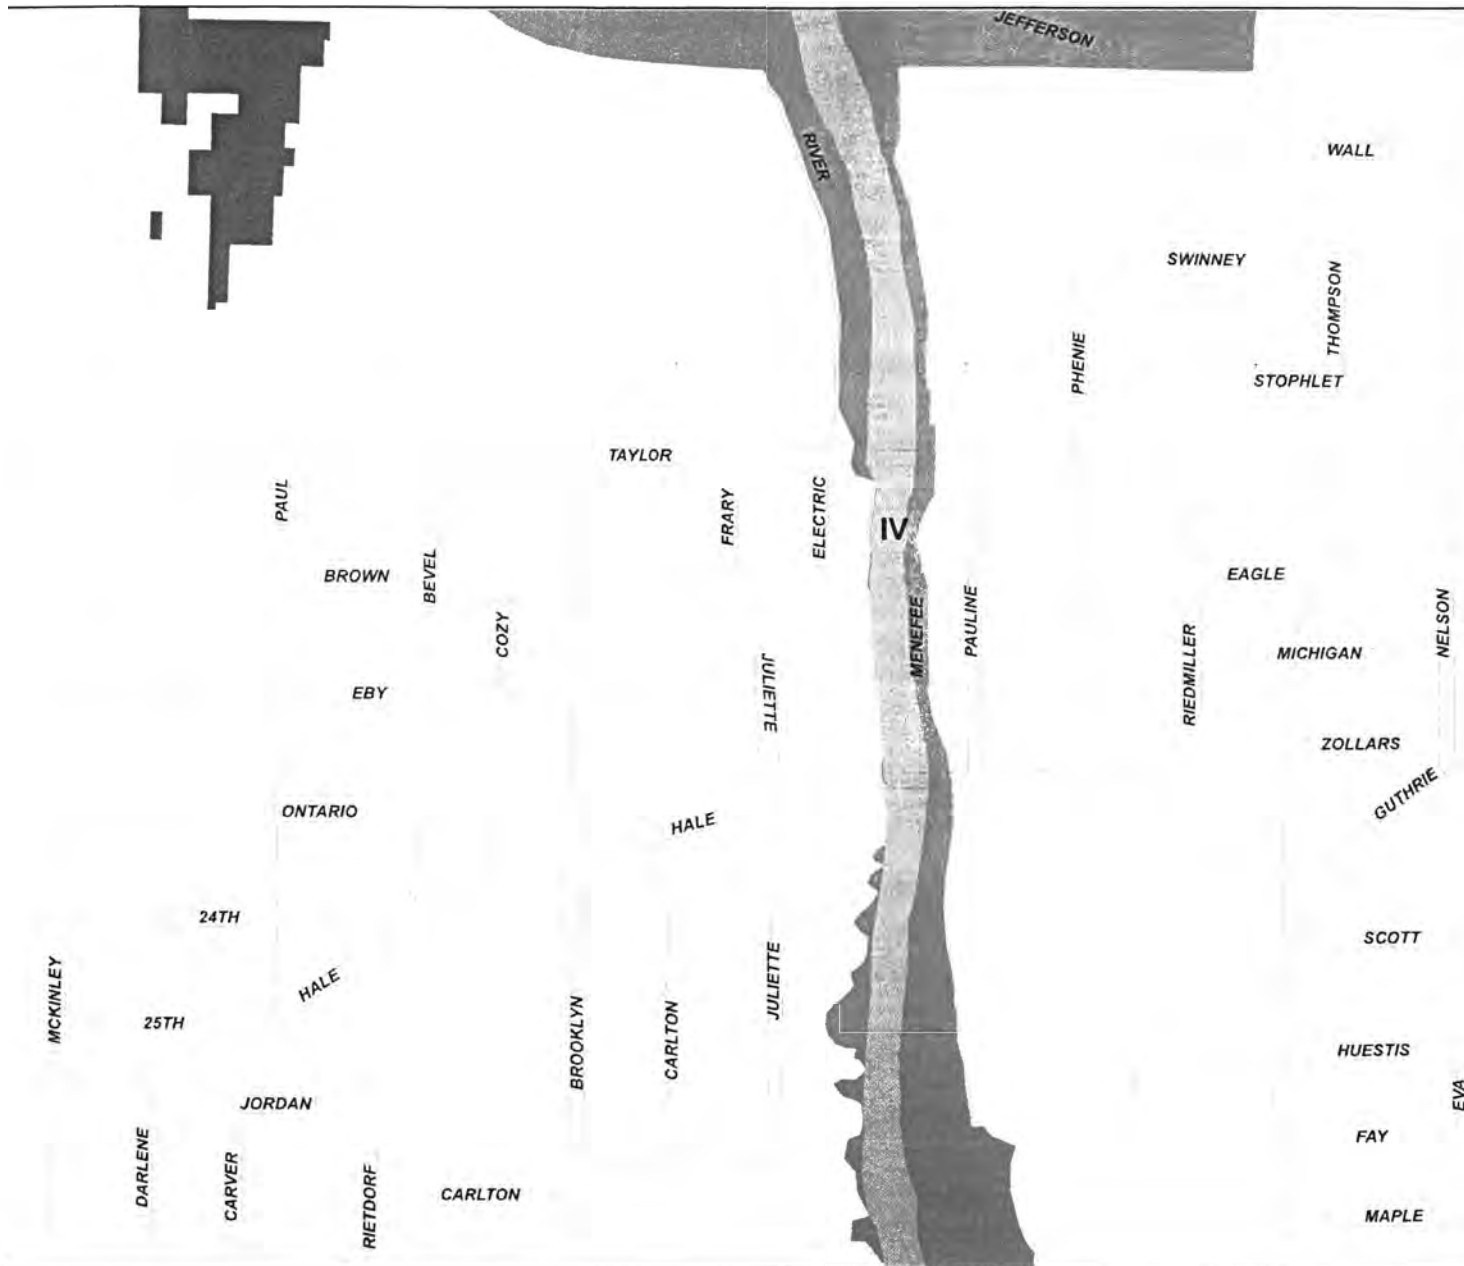 JEFFERSON
RIVER
WALL
SWINNEY
THOMPSON
PHENIE
STOPHLET
TAYLOR
PAUL
FRARY
ELECTRIC
IV
BROWN
BEVEL
EAGLE
COZY
MENEFEE
PAULINE
NELSON
RIEDMILLER
MICHIGAN
JULIETTE
EBY
ZOLLARS
GUTHRIE
ONTARIO
HALE
24TH
SCOTT
MCKINLEY
HALE
JULIETTE
25TH
BROOKLYN
CARLTON
HUESTIS
EVA
JORDAN
FAY
DARLENE
CARVER
RIETDORF
CARLTON
MAPLE